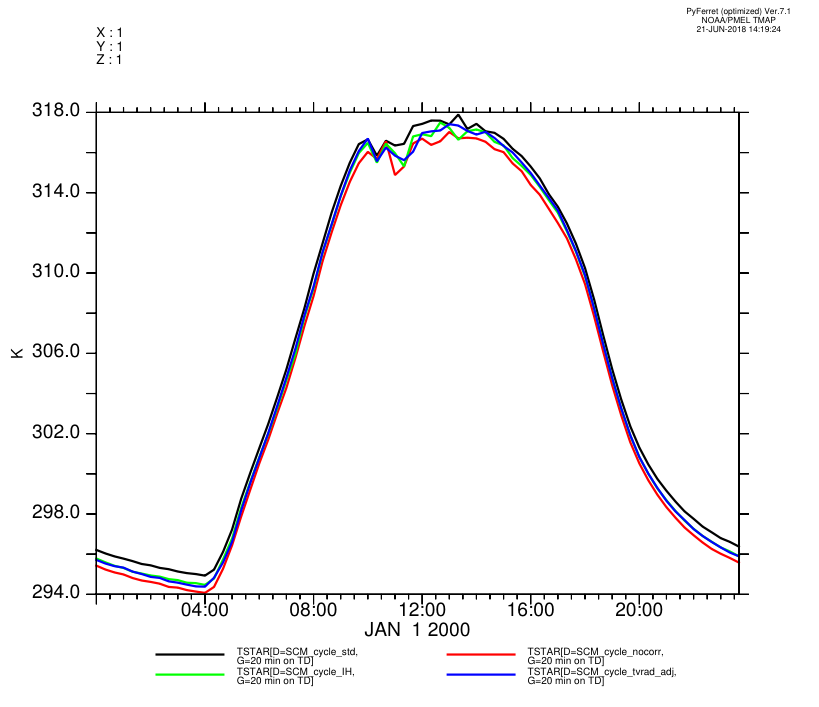 PyFerret (optimized) Ver.7.1
NOAA/PMEL TMAP
21-JUN-2018 14:19:24
X : 1
Y : 1
Z : 1
318.0
314.0
310.0
306.0
302.0
298.0
294.0
K
04:00 08:00 12:00 16:00 20:00
JAN 1 2000
TSTAR[D=SCM_cycle_std,
G=20 min on TD]
TSTAR[D=SCM_cycle_nocorr,
G=20 min on TD]
TSTAR[D=SCM_cycle_IH,
G=20 min on TD]
TSTAR[D=SCM_cycle_tvrad_adj,
G=20 min on TD]